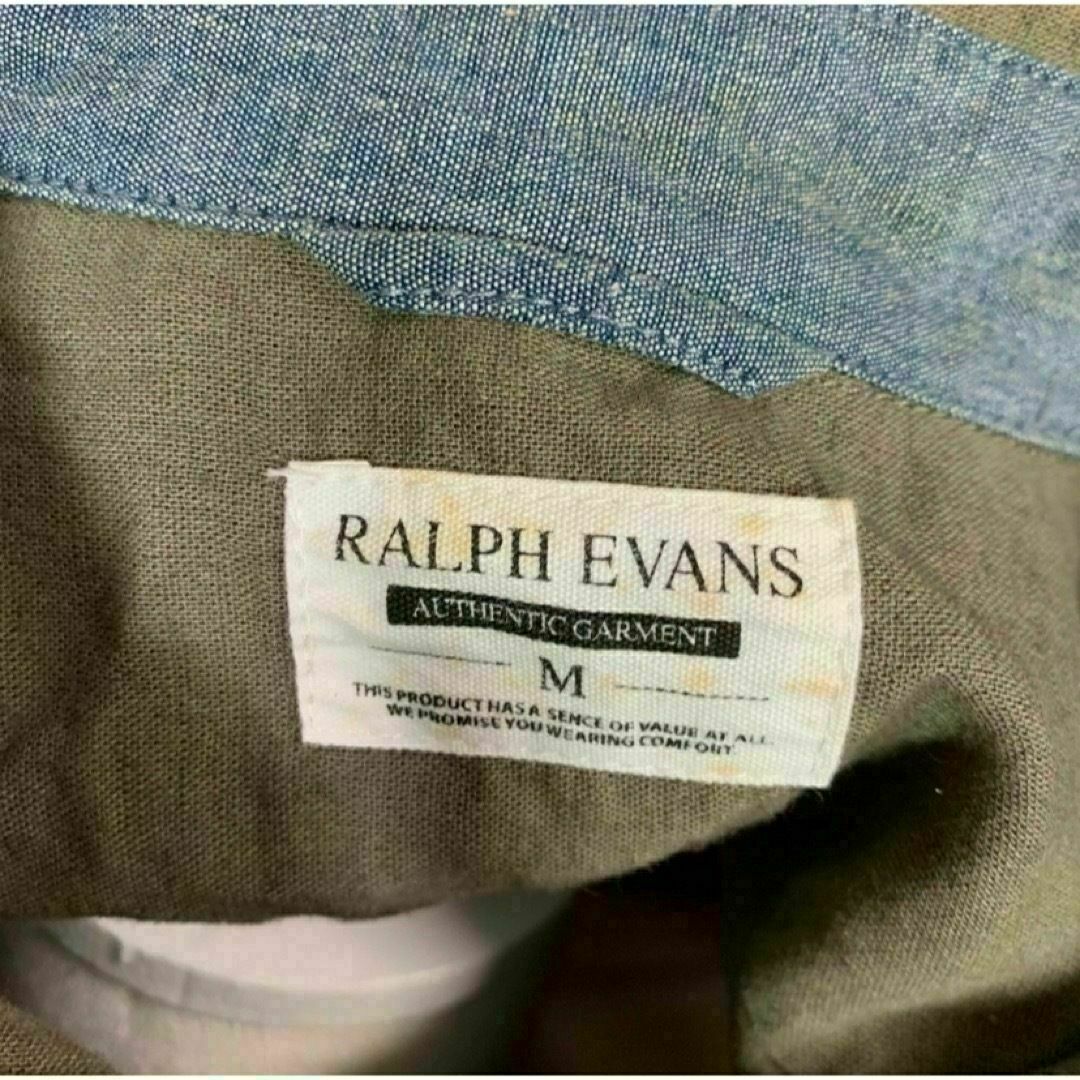 RALPH EVANS
AUTHENTIC GARMENT
M
THIS PRODUCT HAS A SENCE OF VALUE AT ALL.
WE PROMISE YOU WEARING COMFORT